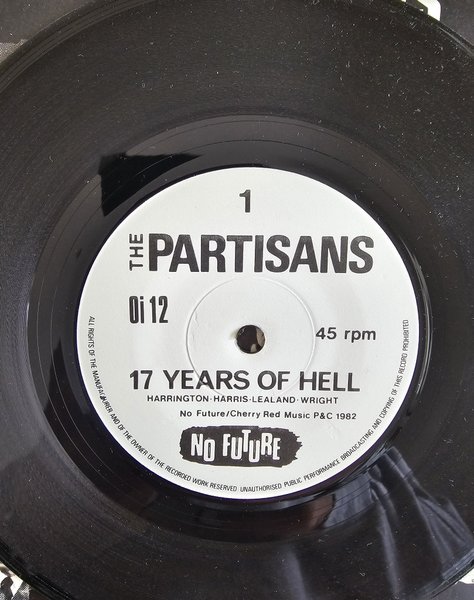 1
THE PARTISANS
Oi 12
45 rpm
17 YEARS OF HELL
HARRINGTON·HARRIS·LEALAND·WRIGHT
No Future/Cherry Red Music P&C 1982
NO FUTURE
ALL RIGHTS OF THE MANUFACTURER AND OF THE OWNER OF THE RECORDED WORK RESERVED. UNAUTHORISED PUBLIC PERFORMANCE BROADCASTING AND COPYING OF THIS RECORD PROHIBITED